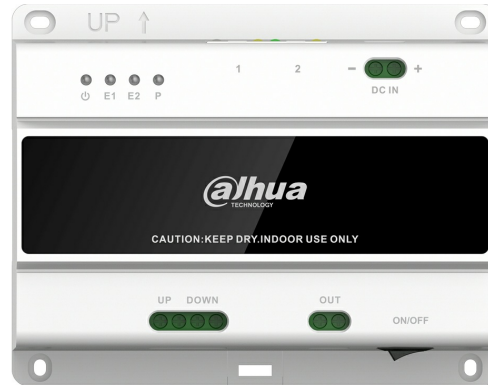 UP ↑
1 2 - +
DC IN
E1 E2 P
alhua
TECHNOLOGY
CAUTION:KEEP DRY.INDOOR USE ONLY
UP DOWN OUT
ON/OFF